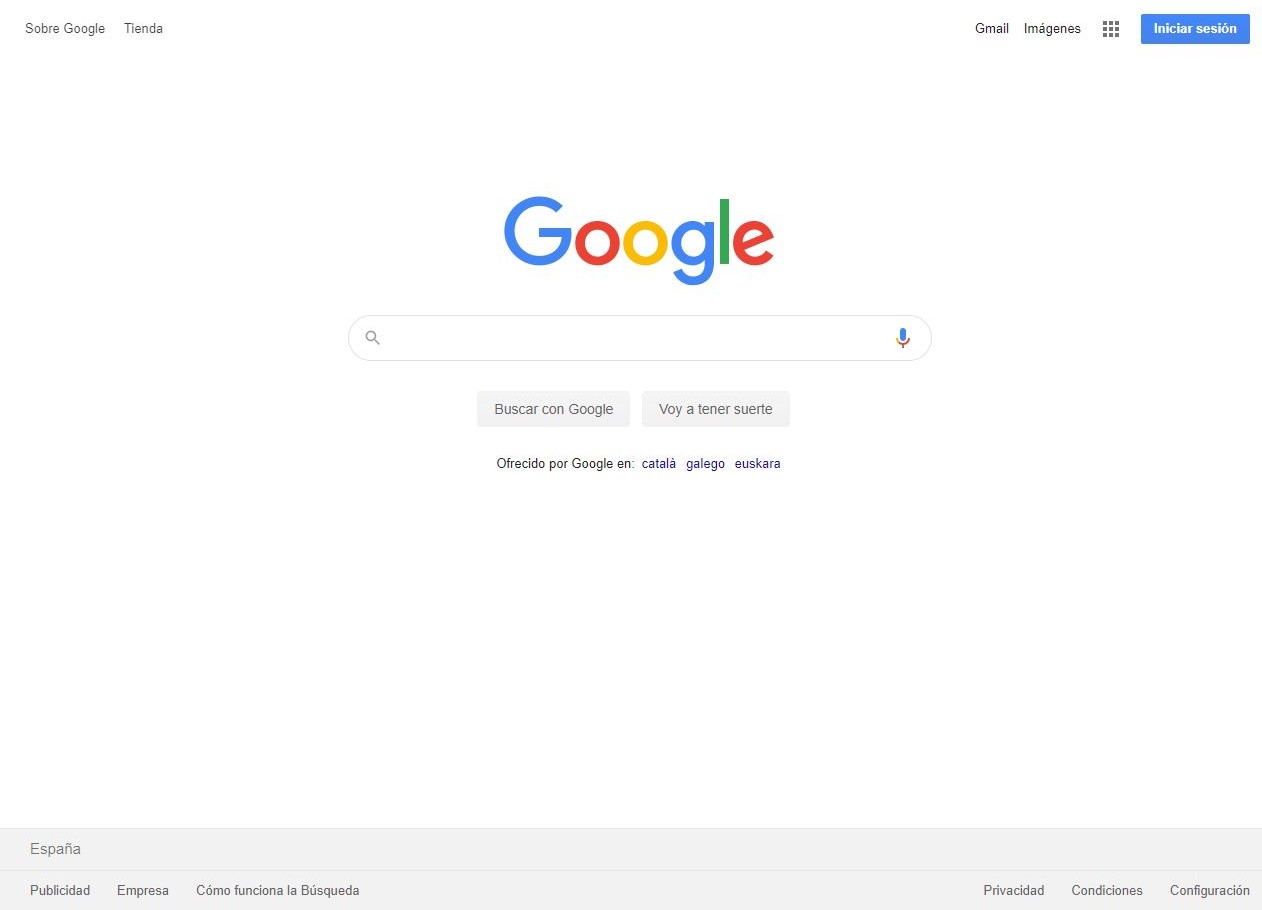 Sobre Google Tienda Gmail Imágenes Iniciar sesión
Google
Buscar con Google Voy a tener suerte
Ofrecido por Google en: català galego euskara
España
Publicidad Empresa Cómo funciona la Búsqueda Privacidad Condiciones Configuración